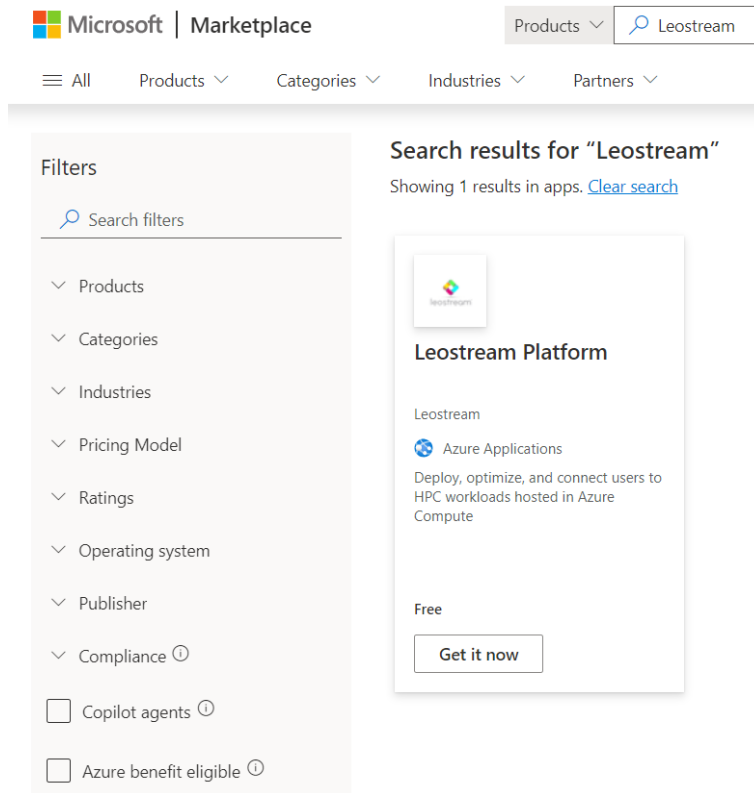 Microsoft | Marketplace
Products
Leostream
All
Products
Categories
Industries
Partners
Filters
Search filters
Products
Categories
Industries
Pricing Model
Ratings
Operating system
Publisher
Compliance
Copilot agents
Azure benefit eligible
Search results for “Leostream”
Showing 1 results in apps. Clear search
leostream
Leostream Platform
Leostream
Azure Applications
Deploy, optimize, and connect users to
HPC workloads hosted in Azure
Compute
Free
Get it now